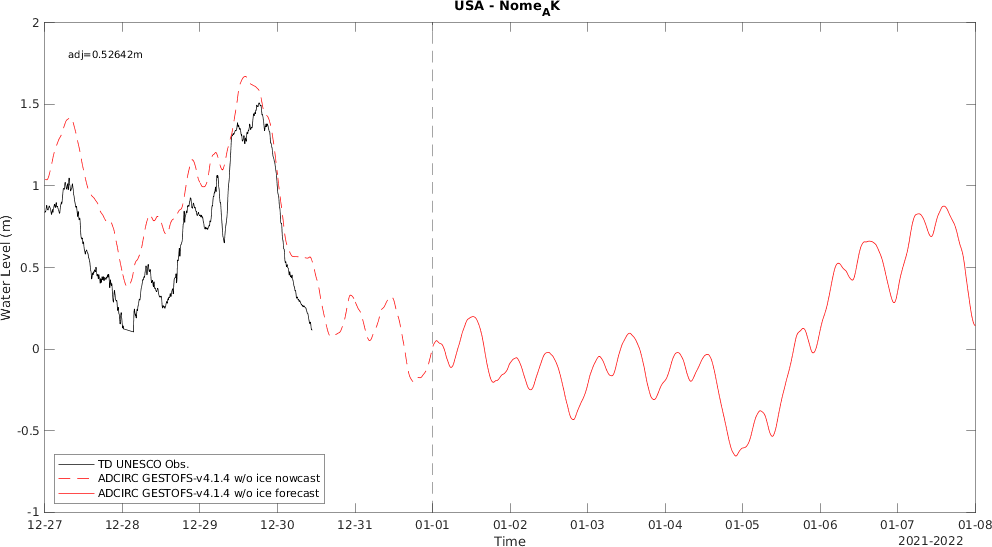 USA - Nome_AK
2
adj=0.52642m
1.5
1
0.5
0
-0.5
-1
Water Level (m)
TD UNESCO Obs.
ADCIRC GESTOFS-v4.1.4 w/o ice nowcast
ADCIRC GESTOFS-v4.1.4 w/o ice forecast
12-27 12-28 12-29 12-30 12-31 01-01 01-02 01-03 01-04 01-05 01-06 01-07 01-08
Time
2021-2022